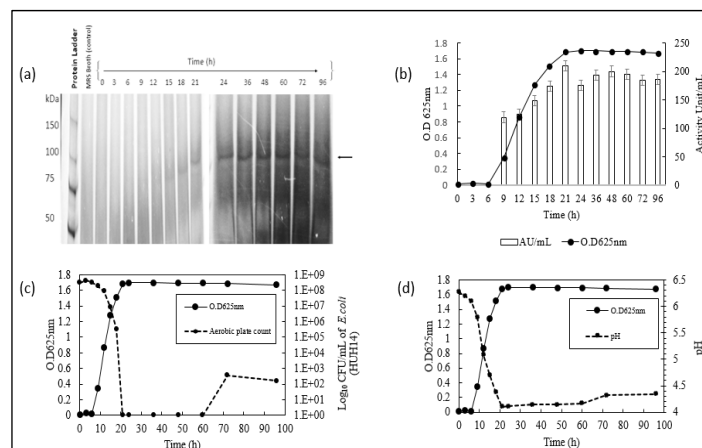 (a)
Protein Ladder
MRS Broth (control)
Time (h)
0 3 6 9 12 15 18 21 24 36 48 60 72 96
kDa
150
100
75
50
(b)
O.D 625nm
1.8
1.6
1.4
1.2
1
0.8
0.6
0.4
0.2
0
250
200
150
100
50
0
Activity Unit/mL
0 3 6 9 12 15 18 21 24 36 48 60 72 96
Time (h)
AU/mL
O.D625nm
(c)
O.D625nm
1.8
1.6
1.4
1.2
1
0.8
0.6
0.4
0.2
0
O.D625nm
Aerobic plate count
1.E+09
1.E+08
1.E+07
1.E+06
1.E+05
1.E+04
1.E+03
1.E+02
1.E+01
1.E+00
Log₁₀ CFU/mL of E.coli
(HUH14)
0 10 20 30 40 50 60 70 80 90 100
Time (h)
(d)
O.D625nm
1.8
1.6
1.4
1.2
1
0.8
0.6
0.4
0.2
0
O.D625nm
pH
6.5
6
5.5
5
4.5
4
pH
0 10 20 30 40 50 60 70 80 90 100
Time (h)